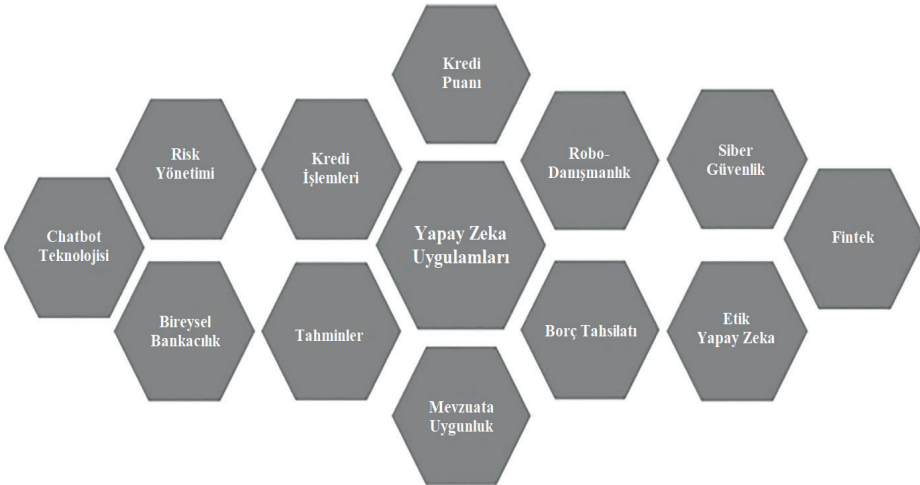 Kredi
Puanı
Risk
Yönetimi
Kredi
İşlemleri
Robo-
Danışmanlık
Siber
Güvenlik
Chatbot
Teknolojisi
Yapay Zeka
Uygulamları
Fintek
Bireysel
Bankacılık
Tahminler
Borç Tahsilatı
Etik
Yapay Zeka
Mevzuata
Uygunluk